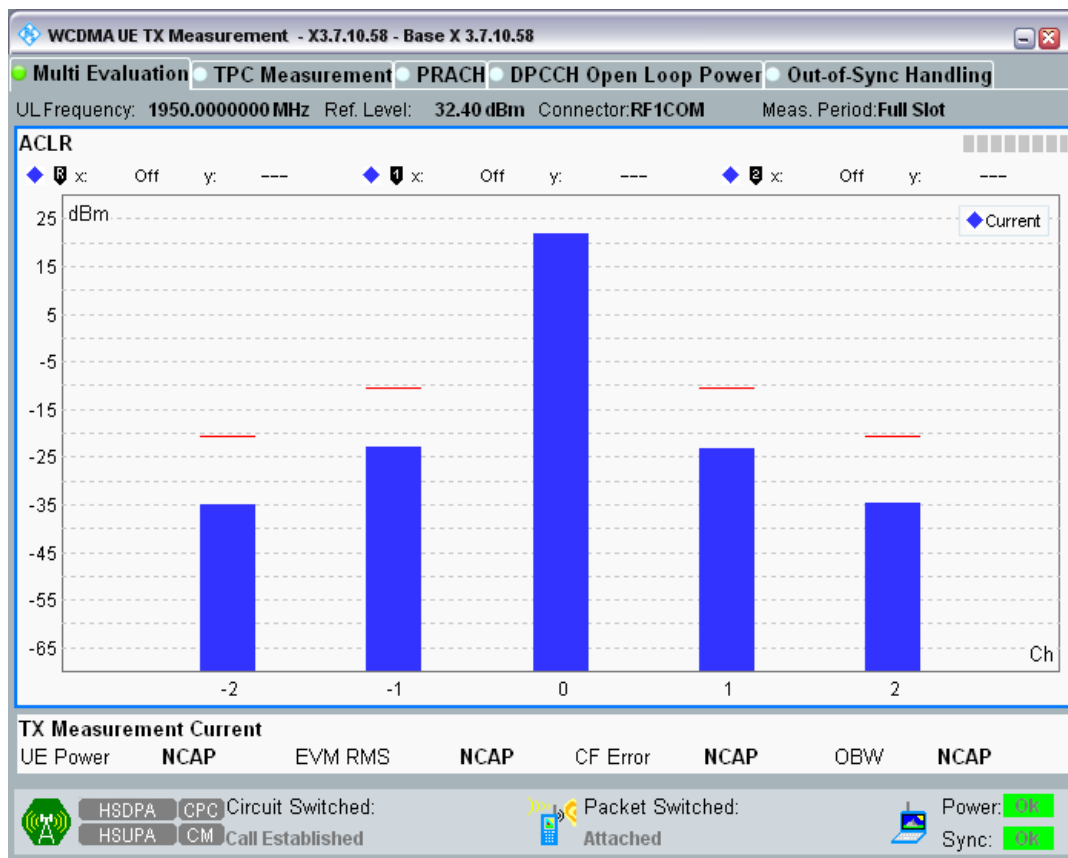 WCDMA UE TX Measurement - X3.7.10.58 - Base X 3.7.10.58
Multi Evaluation TPC Measurement PRACH DPCCH Open Loop Power Out-of-Sync Handling
UL Frequency: 1950.0000000 MHz Ref. Level: 32.40 dBm Connector:RF1COM Meas. Period:Full Slot
ACLR
R x: Off y: --- 1 x: Off y: --- 2 x: Off y: ---
dBm
Current
25
15
5
-5
-15
-25
-35
-45
-55
-65
Ch
-2 -1 0 1 2
TX Measurement Current
UE Power NCAP EVM RMS NCAP CF Error NCAP OBW NCAP
HSDPA CPC Circuit Switched: Packet Switched: Power: OK
HSUPA CM Call Established Attached Sync: OK